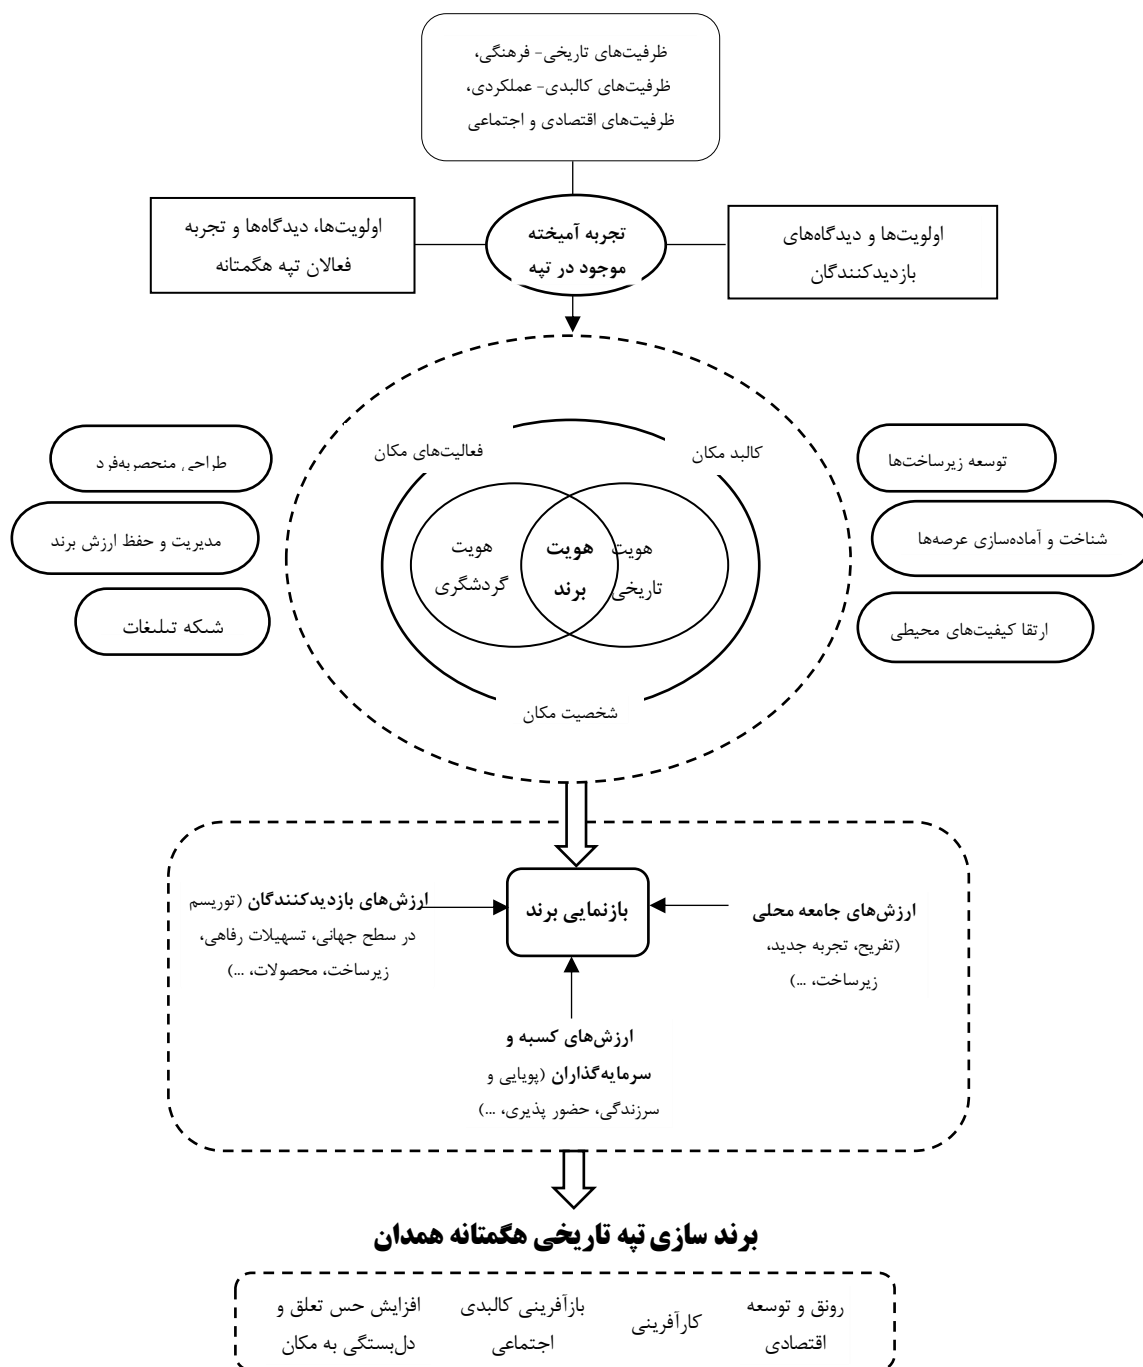 ظرفیت‌های تاریخی- فرهنگی،
ظرفیت‌های کالبدی- عملکردی،
ظرفیت‌های اقتصادی و اجتماعی
اولویت‌ها و دیدگاه‌های
بازدیدکنندگان
تجربه آمیخته
موجود در تپه
اولویت‌ها، دیدگاه‌ها و تجربه
فعالان تپه هگمتانه
کالبد مکان
فعالیت‌های مکان
شخصیت مکان
هویت
تاریخی
هویت
برند
هویت
گردشگری
توسعه زیرساخت‌ها
شناخت و آماده‌سازی عرصه‌ها
ارتقا کیفیت‌های محیطی
طراحی منحصربه‌فرد
مدیریت و حفظ ارزش برند
شبکه تبلیغات
بازنمایی برند
ارزش‌های جامعه محلی
(تفریح، تجربه جدید،
زیرساخت، ...)
ارزش‌های بازدیدکنندگان (توریسم
در سطح جهانی، تسهیلات رفاهی،
زیرساخت، محصولات، ...)
ارزش‌های کسبه و
سرمایه‌گذاران (پویایی و
سرزندگی، حضور پذیری، ...)
برند سازی تپه تاریخی هگمتانه همدان
رونق و توسعه
اقتصادی
کارآفرینی
بازآفرینی کالبدی
اجتماعی
افزایش حس تعلق و
دل‌بستگی به مکان